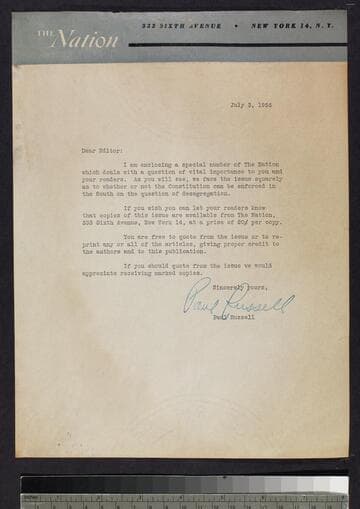 THE Nation
333 SIXTH AVENUE • NEW YORK 14, N. Y.
July 3, 1956
Dear Editor:
I am enclosing a special number of The Nation
which deals with a question of vital importance to you and
your readers. As you will see, we face the issue squarely
as to whether or not the Constitution can be enforced in
the South on the question of desegregation.
If you wish you can let your readers know
that copies of this issue are available from The Nation,
333 Sixth Avenue, New York 14, at a price of 20¢ per copy.
You are free to quote from the issue or to re-
print any or all of the articles, giving proper credit to
the authors and to this publication.
If you should quote from the issue we would
appreciate receiving marked copies.
Sincerely yours,
Paul Russell
Paul Russell